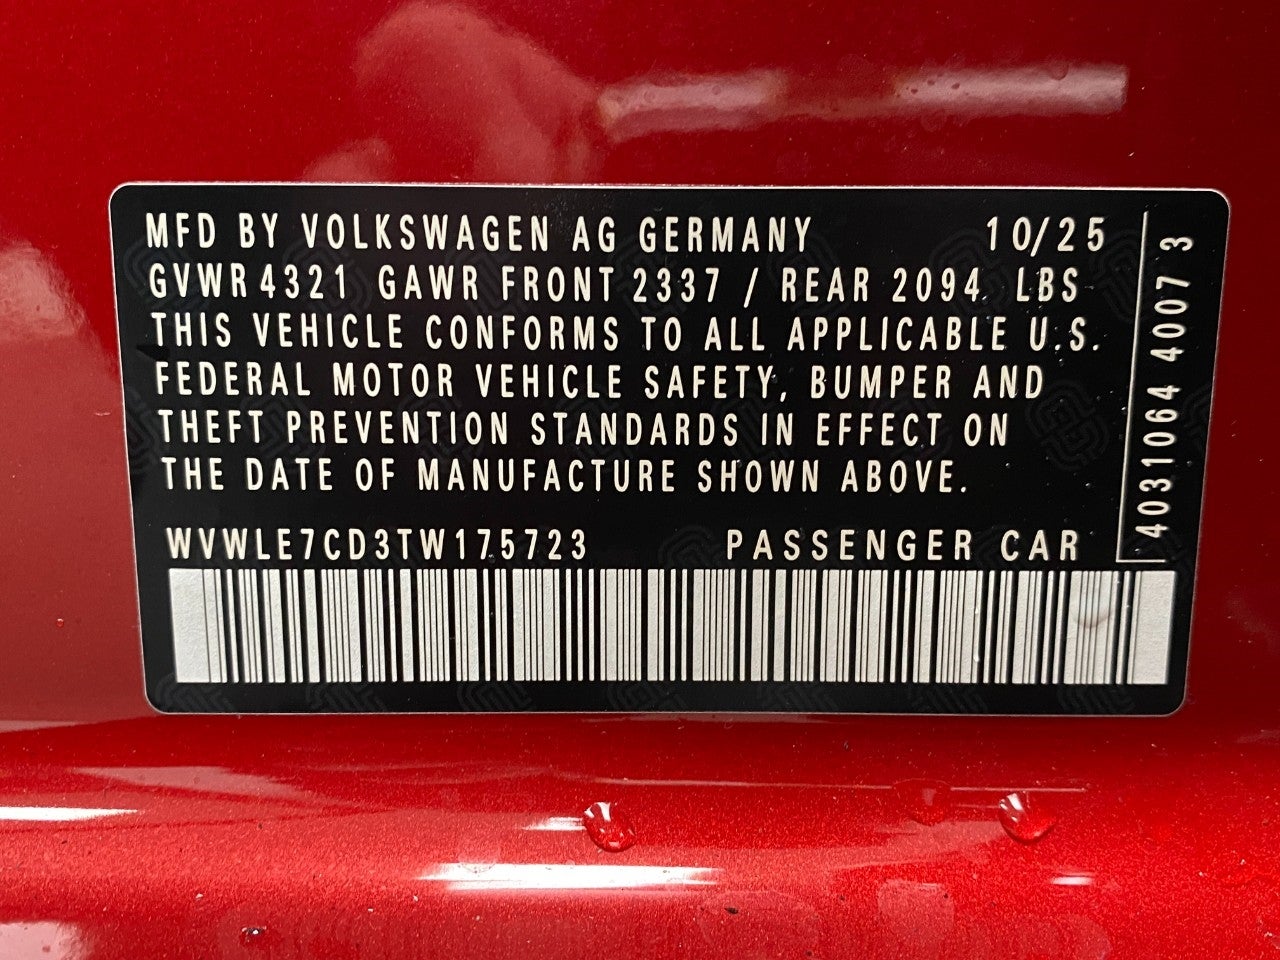 MFD BY VOLKSWAGEN AG GERMANY 10/25
GVWR 4321 GAWR FRONT 2337 / REAR 2094 LBS
THIS VEHICLE CONFORMS TO ALL APPLICABLE U.S.
FEDERAL MOTOR VEHICLE SAFETY, BUMPER AND
THEFT PREVENTION STANDARDS IN EFFECT ON
THE DATE OF MANUFACTURE SHOWN ABOVE.
WVWLE7CD3TW175723 PASSENGER CAR
4031064 4007 3